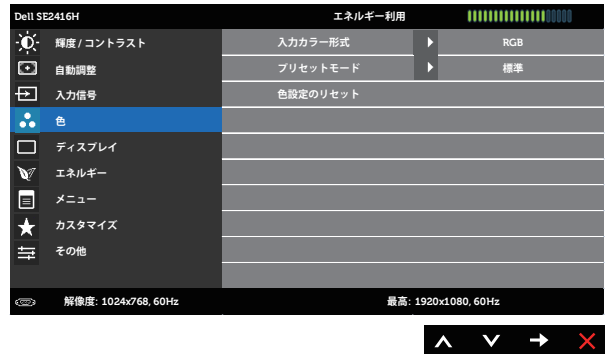 Dell SE2416H エネルギー利用
輝度 / コントラスト 入力カラー形式 RGB
自動調整 プリセットモード 標準
入力信号 色設定のリセット
色
ディスプレイ
エネルギー
メニュー
カスタマイズ
その他
解像度: 1024x768, 60Hz 最高: 1920x1080, 60Hz